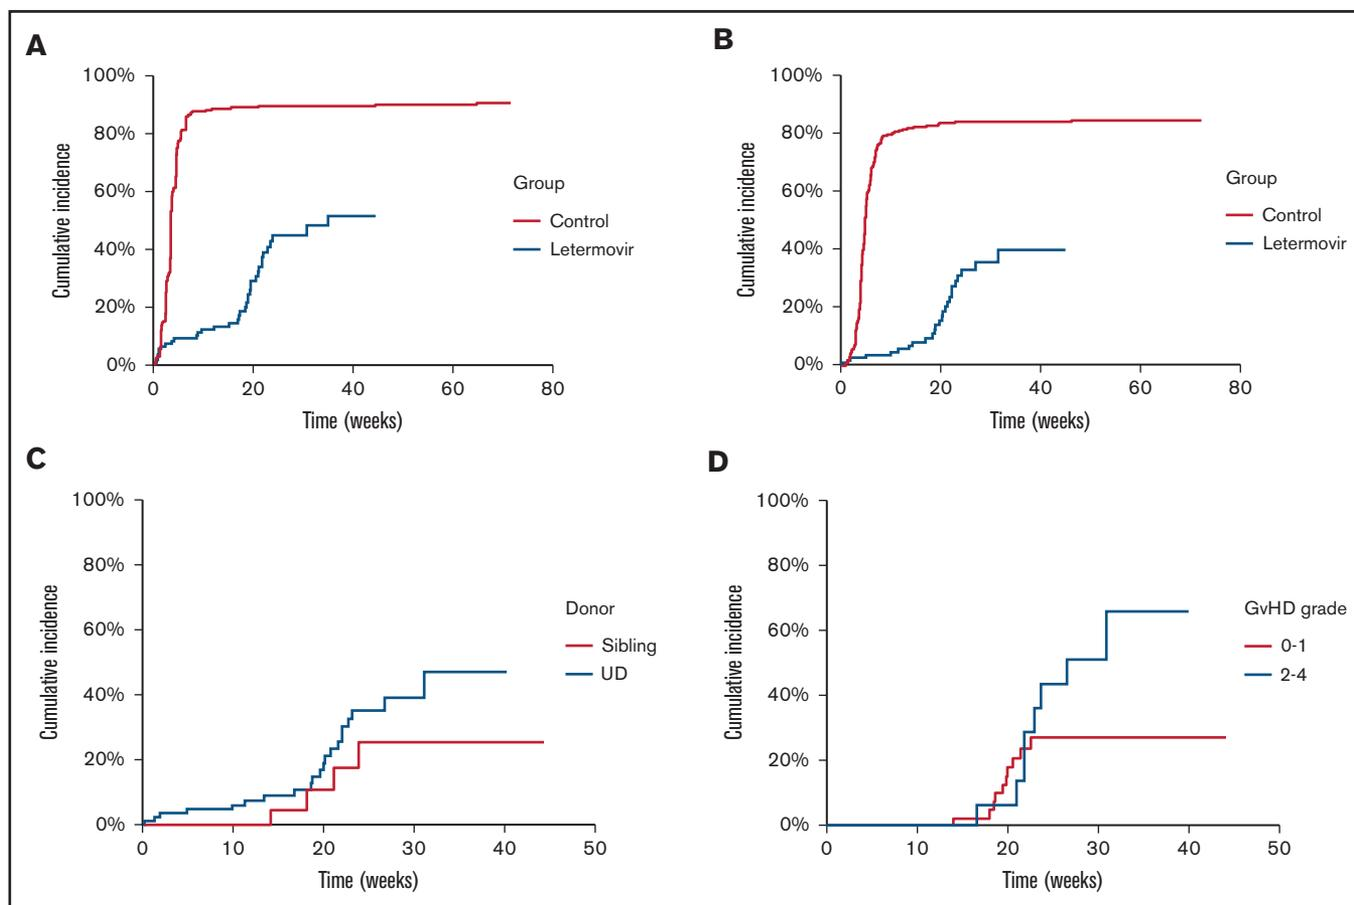 A
Cumulative incidence
100%
80%
60%
40%
20%
0%
0 20 40 60 80
Time (weeks)
Group
Control
Letermovir
B
Cumulative incidence
100%
80%
60%
40%
20%
0%
0 20 40 60 80
Time (weeks)
Group
Control
Letermovir
C
Cumulative incidence
100%
80%
60%
40%
20%
0%
0 10 20 30 40 50
Time (weeks)
Donor
Sibling
UD
D
Cumulative incidence
100%
80%
60%
40%
20%
0%
0 10 20 30 40 50
Time (weeks)
GvHD grade
0-1
2-4